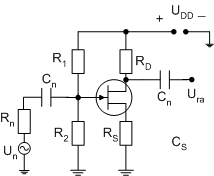 + U_DD −
R_1
R_D
C_n
C_n
U_ra
R_n
R_2
R_S
C_S
U_n